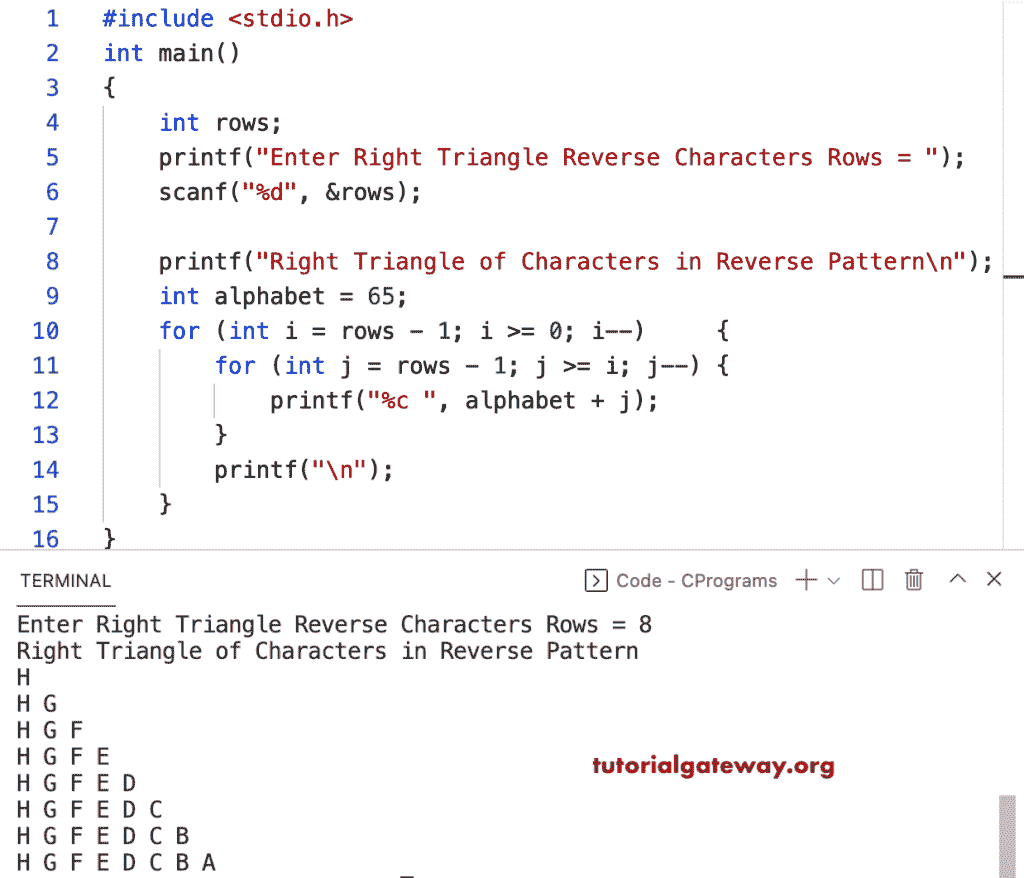 1 #include <stdio.h>
2 int main()
3 {
4     int rows;
5     printf("Enter Right Triangle Reverse Characters Rows = ");
6     scanf("%d", &rows);
7
8     printf("Right Triangle of Characters in Reverse Pattern\n");
9     int alphabet = 65;
10     for (int i = rows - 1; i >= 0; i--)     {
11         for (int j = rows - 1; j >= i; j--) {
12             printf("%c ", alphabet + j);
13         }
14         printf("\n");
15     }
16 }
TERMINAL Code - CPrograms
Enter Right Triangle Reverse Characters Rows = 8
Right Triangle of Characters in Reverse Pattern
H
H G
H G F
H G F E
tutorialgateway.org
H G F E D
H G F E D C
H G F E D C B
H G F E D C B A